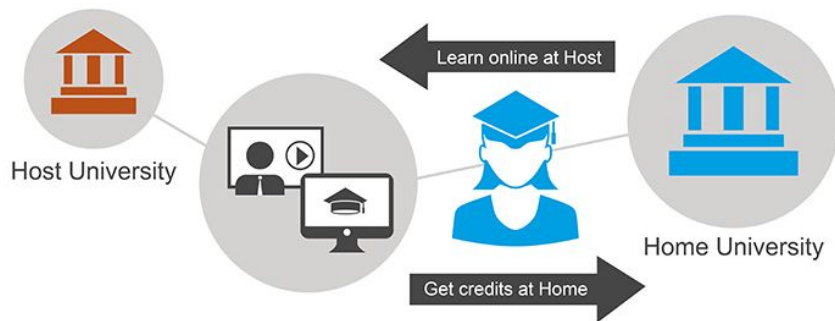 Learn online at Host
Host University
Home University
Get credits at Home